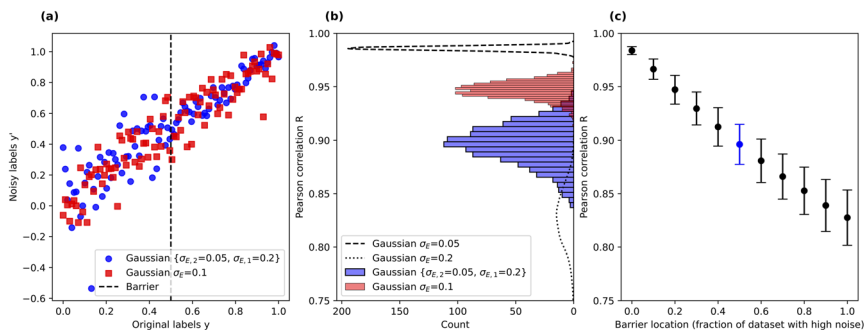 (a)
Noisy labels y'
1.0
0.8
0.6
0.4
0.2
0.0
−0.2
−0.4
−0.6
Gaussian {σE,2=0.05, σE,1=0.2}
Gaussian σE=0.1
Barrier
0.0 0.2 0.4 0.6 0.8 1.0
Original labels y
(b)
Pearson correlation R
1.00
0.95
0.90
0.85
0.80
0.75
Gaussian σE=0.05
Gaussian σE=0.2
Gaussian {σE,2=0.05, σE,1=0.2}
Gaussian σE=0.1
200 150 100 50 0
Count
(c)
Pearson correlation R
1.00
0.95
0.90
0.85
0.80
0.75
0.0 0.2 0.4 0.6 0.8 1.0
Barrier location (fraction of dataset with high noise)